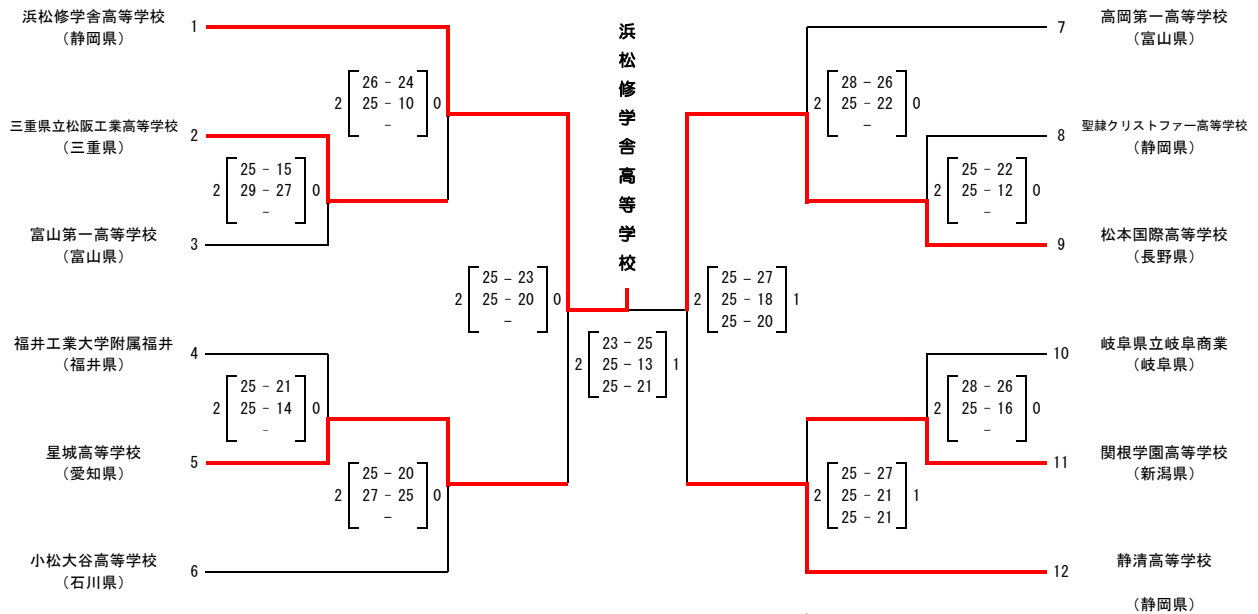 浜松修学舎高等学校
（静岡県）
1
26 - 24
2 25 - 10 0
-
三重県立松阪工業高等学校
（三重県）
2
25 - 15
2 29 - 27 0
-
富山第一高等学校
（富山県）
3
25 - 23
2 25 - 20 0
-
福井工業大学附属福井
（福井県）
4
25 - 21
2 25 - 14 0
-
星城高等学校
（愛知県）
5
25 - 20
2 27 - 25 0
-
小松大谷高等学校
（石川県）
6
浜松修学舎高等学校
23 - 25
2 25 - 13 1
25 - 21
7
高岡第一高等学校
（富山県）
28 - 26
2 25 - 22 0
-
8
聖隷クリストファー高等学校
（静岡県）
25 - 22
2 25 - 12 0
-
9
松本国際高等学校
（長野県）
25 - 27
2 25 - 18 1
25 - 20
10
岐阜県立岐阜商業
（岐阜県）
28 - 26
2 25 - 16 0
-
11
関根学園高等学校
（新潟県）
25 - 27
2 25 - 21 1
25 - 21
12
静清高等学校
（静岡県）